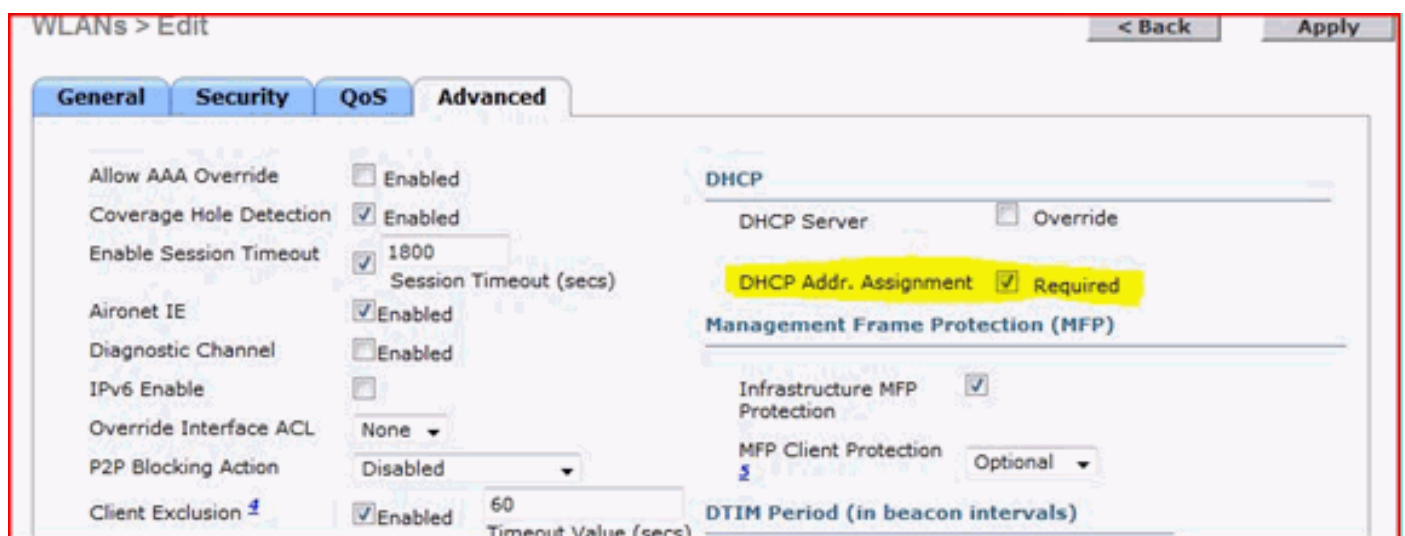 WLANs > Edit
< Back
Apply
General
Security
QoS
Advanced
Allow AAA Override
Enabled
Coverage Hole Detection
Enabled
Enable Session Timeout
1800
Session Timeout (secs)
Aironet IE
Enabled
Diagnostic Channel
Enabled
IPv6 Enable
Override Interface ACL
None
P2P Blocking Action
Disabled
Client Exclusion 4
Enabled
60
Timeout Value (secs)
DHCP
DHCP Server
Override
DHCP Addr. Assignment
Required
Management Frame Protection (MFP)
Infrastructure MFP
Protection
MFP Client Protection
5
Optional
DTIM Period (in beacon intervals)